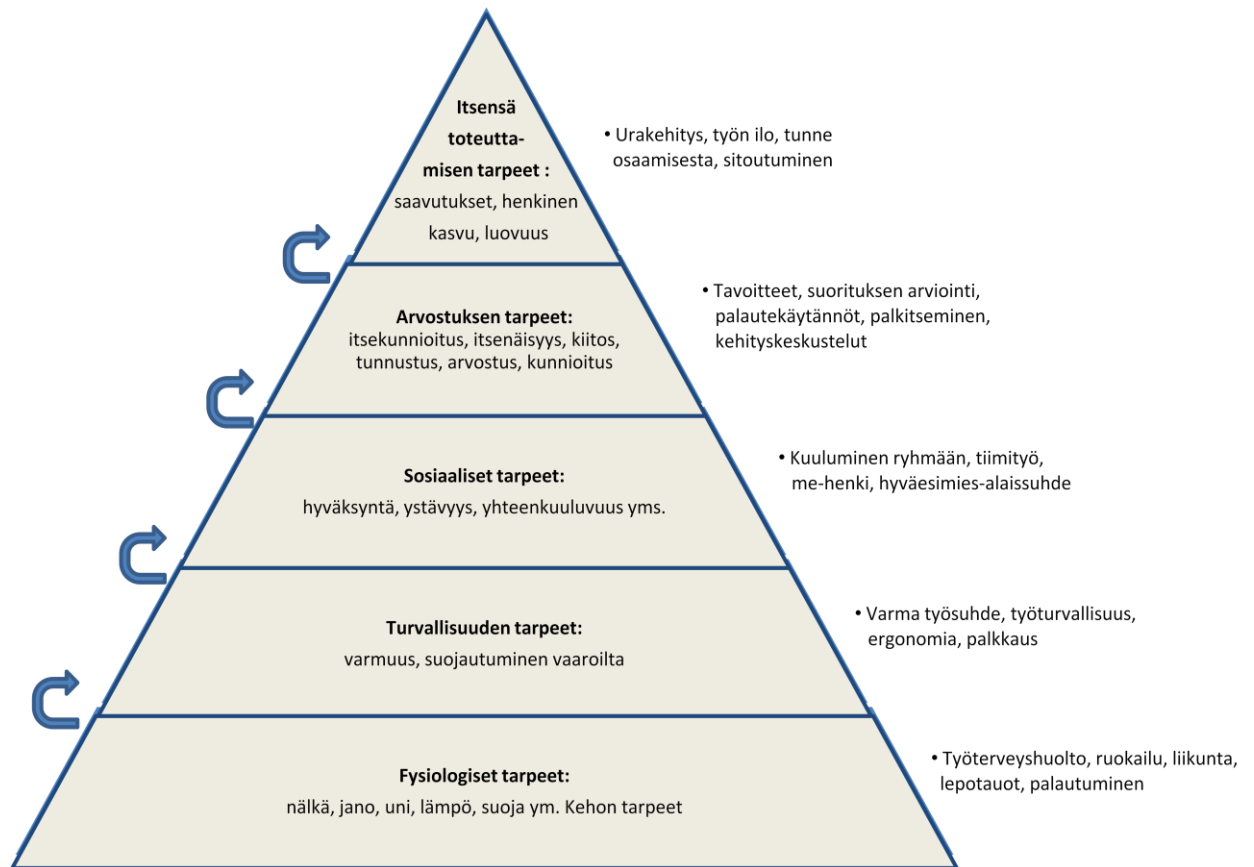 Itsensä
toteutta-
misen tarpeet :
saavutukset, henkinen
kasvu, luovuus
• Urakehitys, työn ilo, tunne
osaamisesta, sitoutuminen
Arvostuksen tarpeet:
itsekunnioitus, itsenäisyys, kiitos,
tunnustus, arvostus, kunnioitus
• Tavoitteet, suorituksen arviointi,
palautekäytännöt, palkitseminen,
kehityskeskustelut
Sosiaaliset tarpeet:
hyväksyntä, ystävyys, yhteenkuuluvuus yms.
• Kuuluminen ryhmään, tiimityö,
me-henki, hyväesimies-alaissuhde
Turvallisuuden tarpeet:
varmuus, suojautuminen vaaroilta
• Varma työsuhde, työturvallisuus,
ergonomia, palkkaus
Fysiologiset tarpeet:
nälkä, jano, uni, lämpö, suoja ym. Kehon tarpeet
• Työterveyshuolto, ruokailu, liikunta,
lepotauot, palautuminen